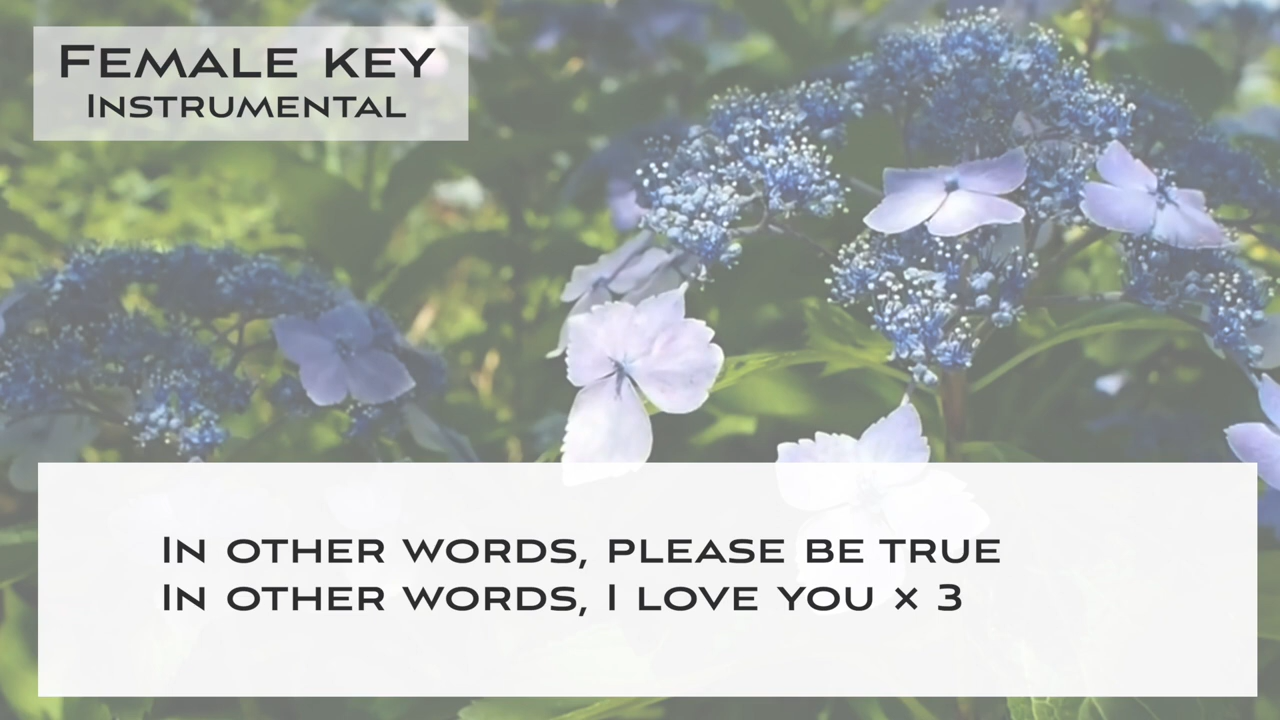 Female key
Instrumental
In other words, please be true
In other words, I love you × 3